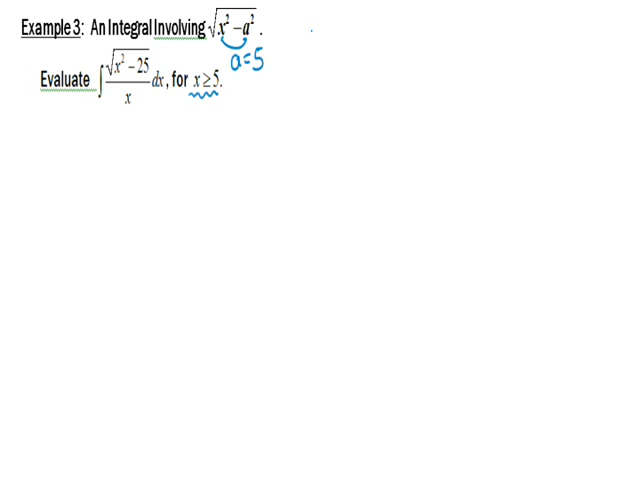 Example 3: An Integral Involving √(x² − a²).
a=5
Evaluate ∫ √(x² − 25)/x dx, for x ≥ 5.